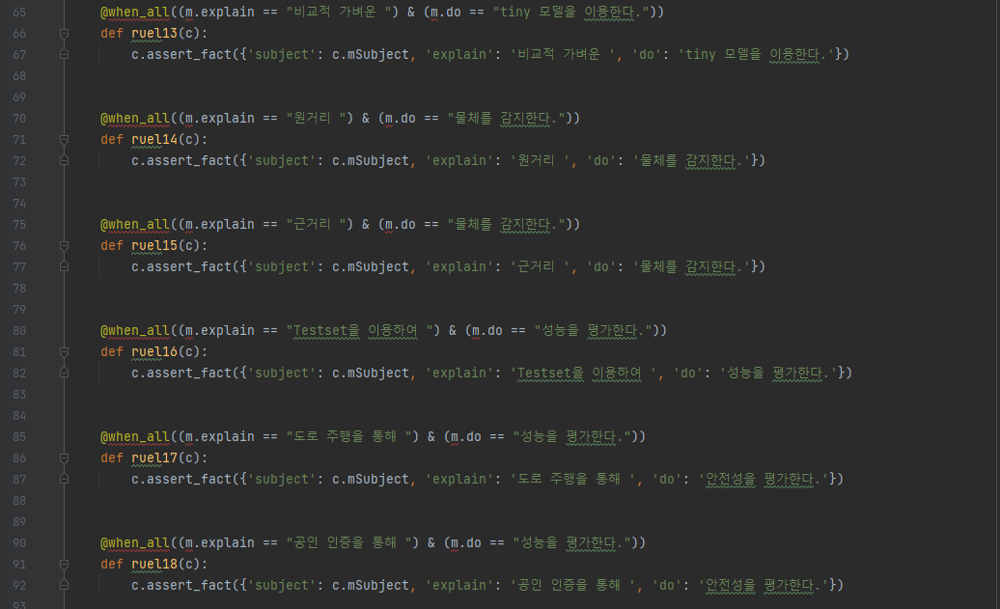 65 @when_all((m.explain == "비교적 가벼운 ") & (m.do == "tiny 모델을 이용한다."))
66 def ruel13(c):
67 c.assert_fact({'subject': c.mSubject, 'explain': '비교적 가벼운 ', 'do': 'tiny 모델을 이용한다.'})
68
69
70 @when_all((m.explain == "원거리 ") & (m.do == "물체를 감지한다."))
71 def ruel14(c):
72 c.assert_fact({'subject': c.mSubject, 'explain': '원거리 ', 'do': '물체를 감지한다.'})
73
74
75 @when_all((m.explain == "근거리 ") & (m.do == "물체를 감지한다."))
76 def ruel15(c):
77 c.assert_fact({'subject': c.mSubject, 'explain': '근거리 ', 'do': '물체를 감지한다.'})
78
79
80 @when_all((m.explain == "Testset을 이용하여 ") & (m.do == "성능을 평가한다."))
81 def ruel16(c):
82 c.assert_fact({'subject': c.mSubject, 'explain': 'Testset을 이용하여 ', 'do': '성능을 평가한다.'})
83
84
85 @when_all((m.explain == "도로 주행을 통해 ") & (m.do == "성능을 평가한다."))
86 def ruel17(c):
87 c.assert_fact({'subject': c.mSubject, 'explain': '도로 주행을 통해 ', 'do': '안전성을 평가한다.'})
88
89
90 @when_all((m.explain == "공인 인증을 통해 ") & (m.do == "성능을 평가한다."))
91 def ruel18(c):
92 c.assert_fact({'subject': c.mSubject, 'explain': '공인 인증을 통해 ', 'do': '안전성을 평가한다.'})
93